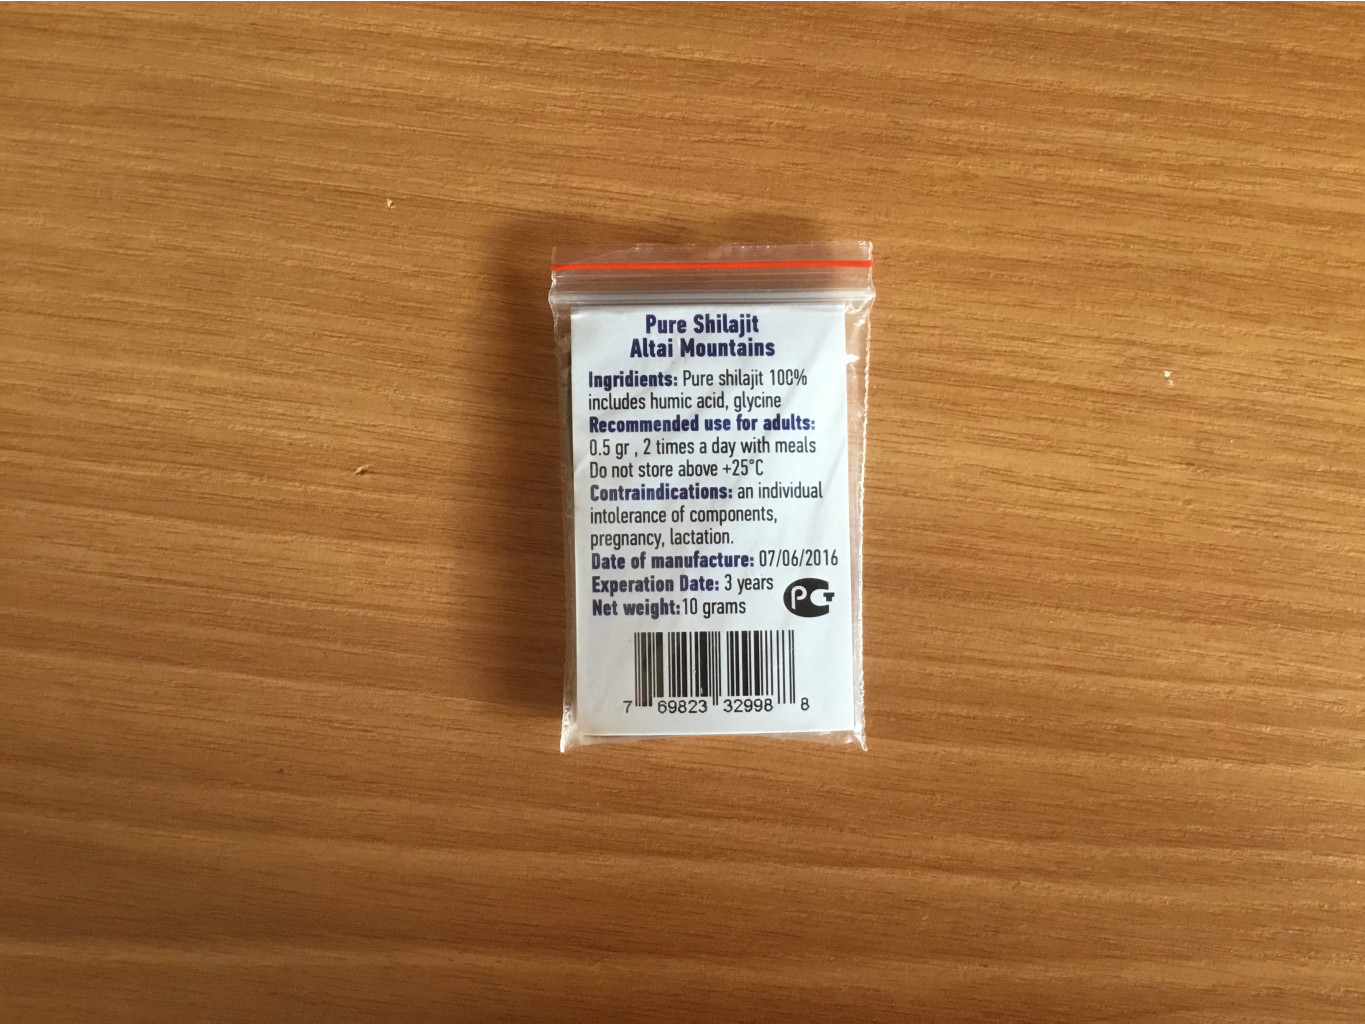 Pure Shilajit
Altai Mountains
Ingridients: Pure shilajit 100%
includes humic acid, glycine
Recommended use for adults:
0.5 gr , 2 times a day with meals
Do not store above +25°C
Contraindications: an individual
intolerance of components,
pregnancy, lactation.
Date of manufacture: 07/06/2016
Experation Date: 3 years
Net weight:10 grams
РСТ
7 69823 32998 8